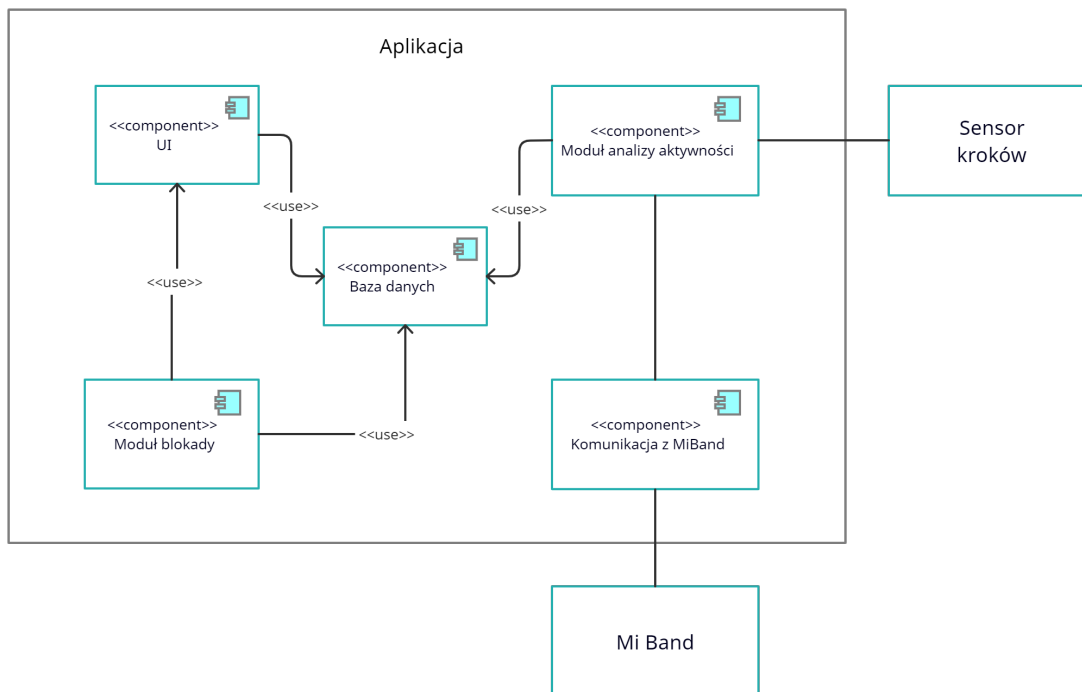 Aplikacja
<<component>>
UI
<<component>>
Moduł analizy aktywności
Sensor
kroków
<<use>>
<<use>>
<<component>>
Baza danych
<<use>>
<<component>>
Moduł blokady
<<use>>
<<component>>
Komunikacja z MiBand
Mi Band